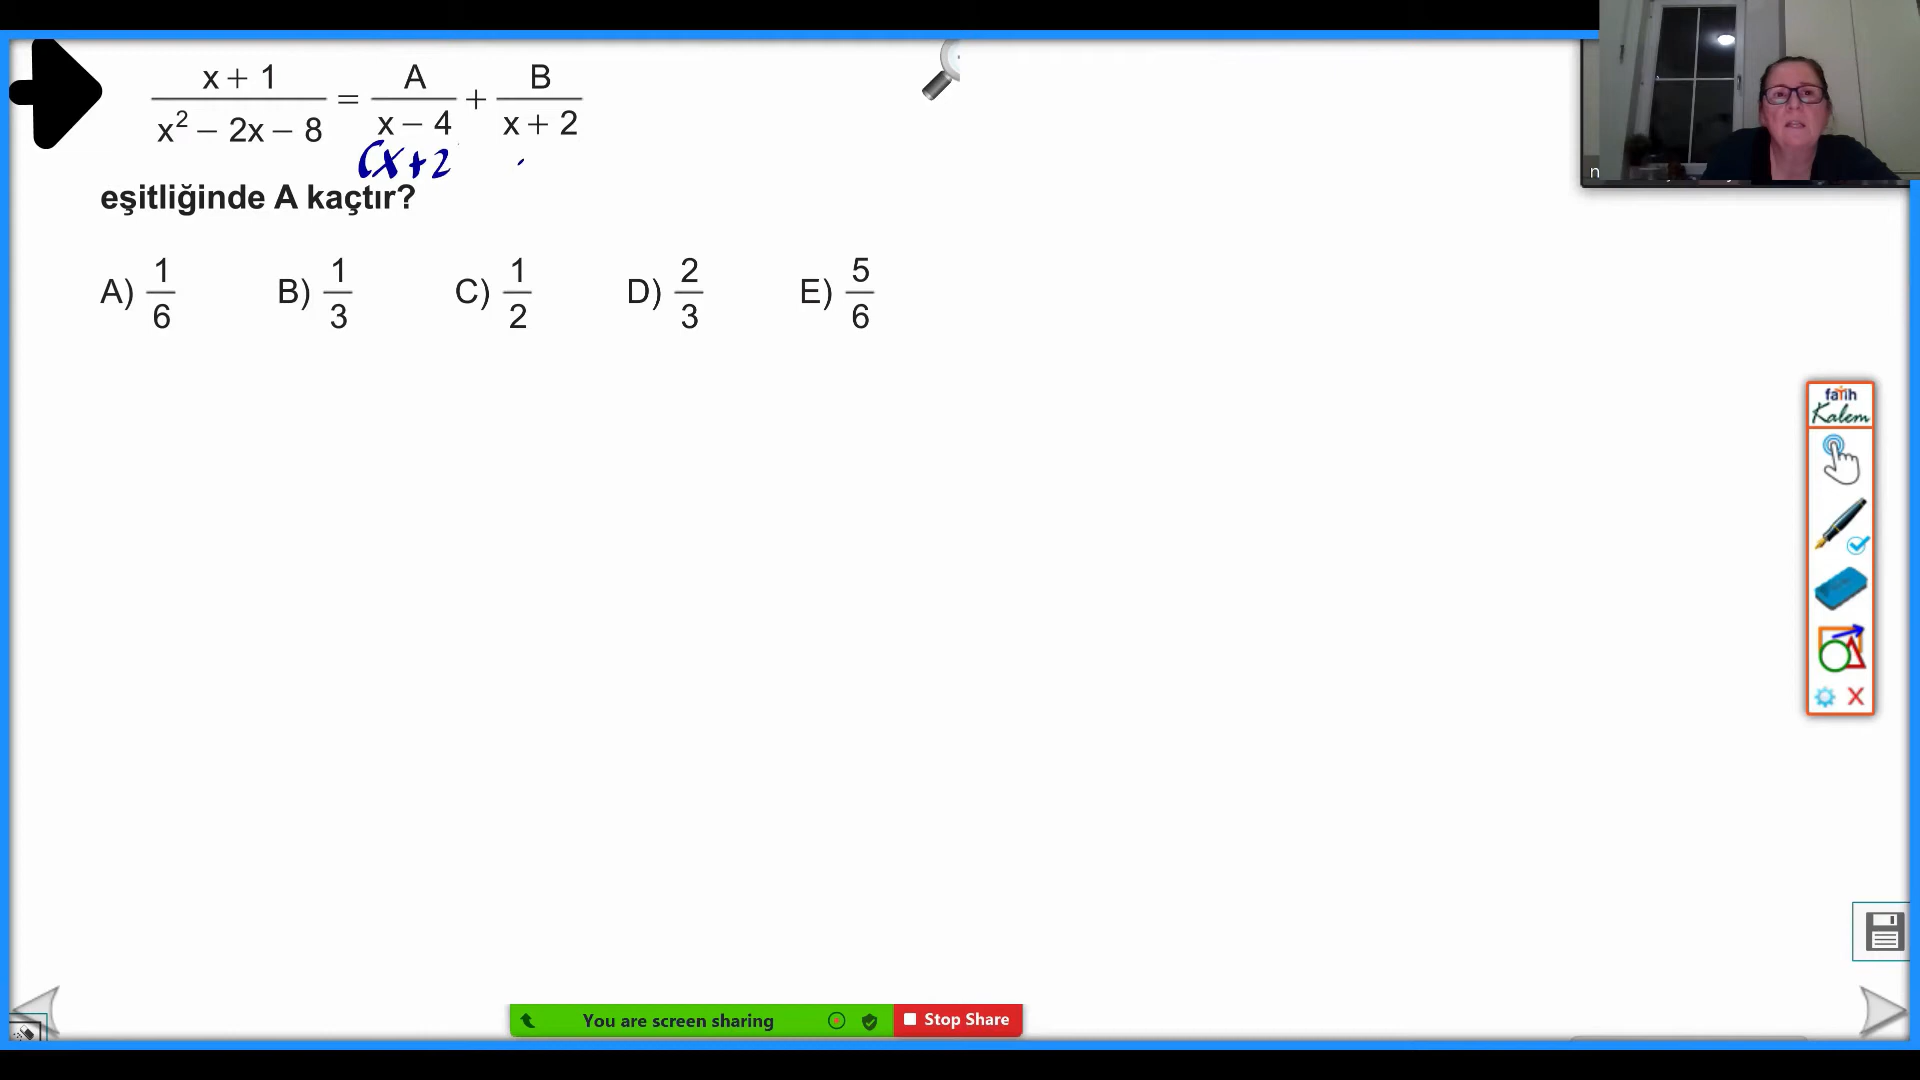 x + 1 / x² − 2x − 8 = A / x − 4 + B / x + 2
(x+2
eşitliğinde A kaçtır?
A) 1/6 B) 1/3 C) 1/2 D) 2/3 E) 5/6
fatih
Kalem
X
You are screen sharing Stop Share
n